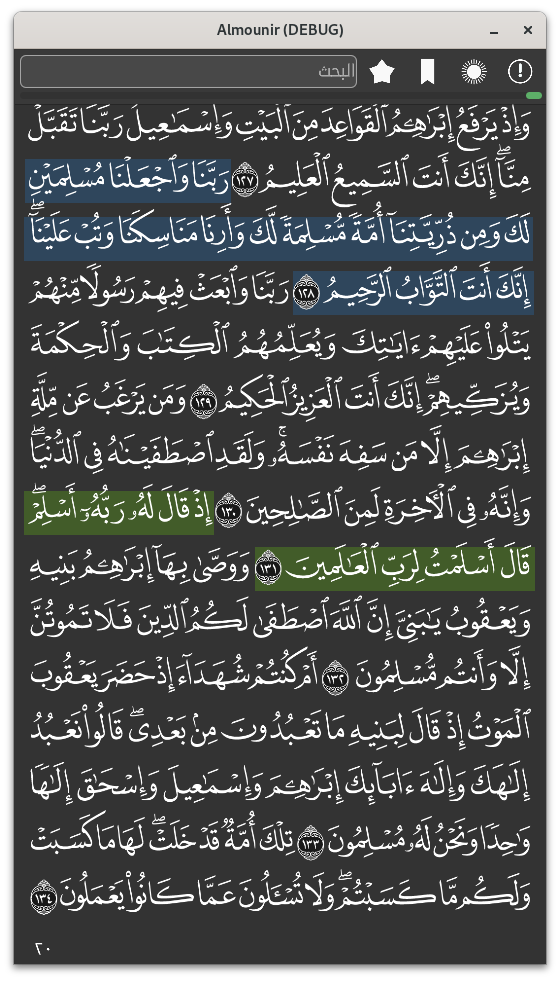 Almounir (DEBUG)
البحث
وَإِذْ يَرْفَعُ إِبْرَٰهِـۧمُ ٱلْقَوَاعِدَ مِنَ ٱلْبَيْتِ وَإِسْمَـٰعِيلُ رَبَّنَا تَقَبَّلْ
مِنَّآ ۖ إِنَّكَ أَنتَ ٱلسَّمِيعُ ٱلْعَلِيمُ ١٢٧ رَبَّنَا وَٱجْعَلْنَا مُسْلِمَيْنِ
لَكَ وَمِن ذُرِّيَّتِنَآ أُمَّةً مُّسْلِمَةً لَّكَ وَأَرِنَا مَنَاسِكَنَا وَتُبْ عَلَيْنَآ ۖ
إِنَّكَ أَنتَ ٱلتَّوَّابُ ٱلرَّحِيمُ ١٢٨ رَبَّنَا وَٱبْعَثْ فِيهِمْ رَسُولًا مِّنْهُمْ
يَتْلُوا۟ عَلَيْهِمْ ءَايَـٰتِكَ وَيُعَلِّمُهُمُ ٱلْكِتَـٰبَ وَٱلْحِكْمَةَ
وَيُزَكِّيهِمْ ۚ إِنَّكَ أَنتَ ٱلْعَزِيزُ ٱلْحَكِيمُ ١٢٩ وَمَن يَرْغَبُ عَن مِّلَّةِ
إِبْرَٰهِـۧمَ إِلَّا مَن سَفِهَ نَفْسَهُۥ ۚ وَلَقَدِ ٱصْطَفَيْنَـٰهُ فِى ٱلدُّنْيَا ۖ
وَإِنَّهُۥ فِى ٱلْـَٔاخِرَةِ لَمِنَ ٱلصَّـٰلِحِينَ ١٣٠ إِذْ قَالَ لَهُۥ رَبُّهُۥٓ أَسْلِمْ ۖ
قَالَ أَسْلَمْتُ لِرَبِّ ٱلْعَـٰلَمِينَ ١٣١ وَوَصَّىٰ بِهَآ إِبْرَٰهِـۧمُ بَنِيهِ
وَيَعْقُوبُ يَـٰبَنِىَّ إِنَّ ٱللَّهَ ٱصْطَفَىٰ لَكُمُ ٱلدِّينَ فَلَا تَمُوتُنَّ
إِلَّا وَأَنتُم مُّسْلِمُونَ ١٣٢ أَمْ كُنتُمْ شُهَدَآءَ إِذْ حَضَرَ يَعْقُوبَ
ٱلْمَوْتُ إِذْ قَالَ لِبَنِيهِ مَا تَعْبُدُونَ مِنۢ بَعْدِى ۖ قَالُوا۟ نَعْبُدُ
إِلَـٰهَكَ وَإِلَـٰهَ ءَابَآئِكَ إِبْرَٰهِـۧمَ وَإِسْمَـٰعِيلَ وَإِسْحَـٰقَ إِلَـٰهًا
وَٰحِدًا وَنَحْنُ لَهُۥ مُسْلِمُونَ ١٣٣ تِلْكَ أُمَّةٌ قَدْ خَلَتْ ۖ لَهَا مَا كَسَبَتْ
وَلَكُم مَّا كَسَبْتُمْ ۖ وَلَا تُسْـَٔلُونَ عَمَّا كَانُوا۟ يَعْمَلُونَ ١٣٤
٢٠